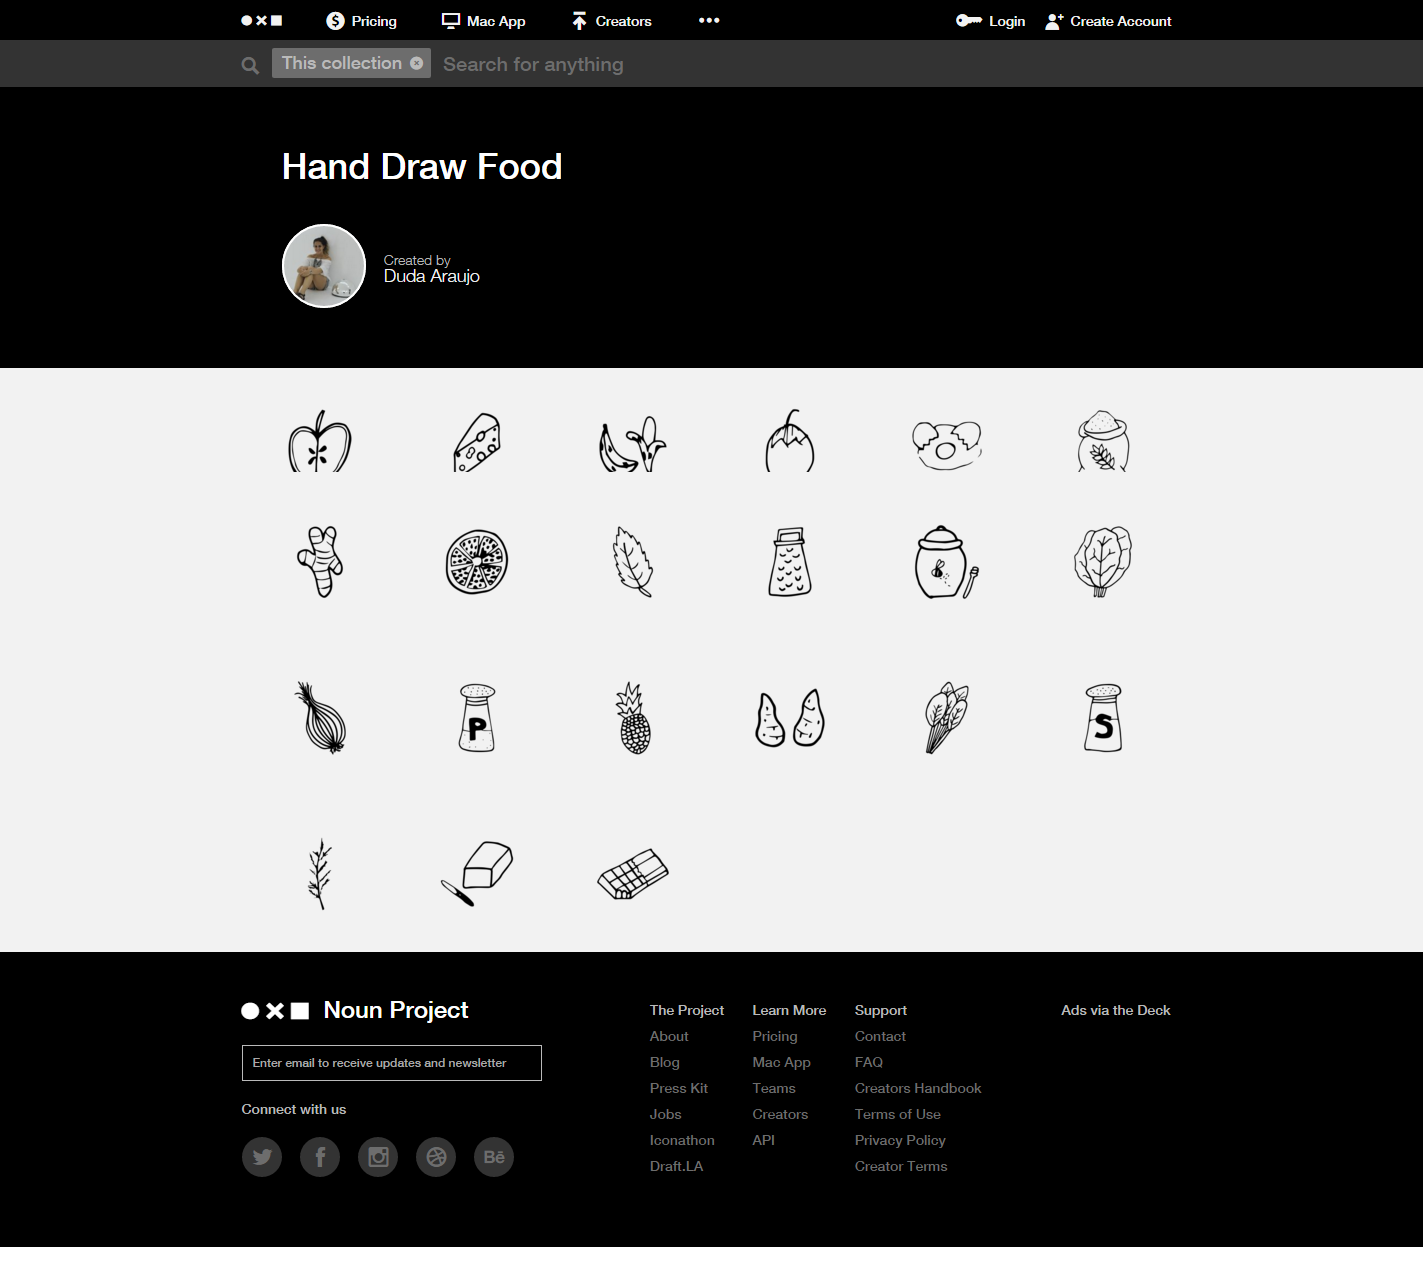 Pricing
Mac App
Creators
Login
Create Account
This collection
Search for anything
Hand Draw Food
Created by
Duda Araujo
P
S
Noun Project
Enter email to receive updates and newsletter
Connect with us
Bē
The Project
About
Blog
Press Kit
Jobs
Iconathon
Draft.LA
Learn More
Pricing
Mac App
Teams
Creators
API
Support
Contact
FAQ
Creators Handbook
Terms of Use
Privacy Policy
Creator Terms
Ads via the Deck